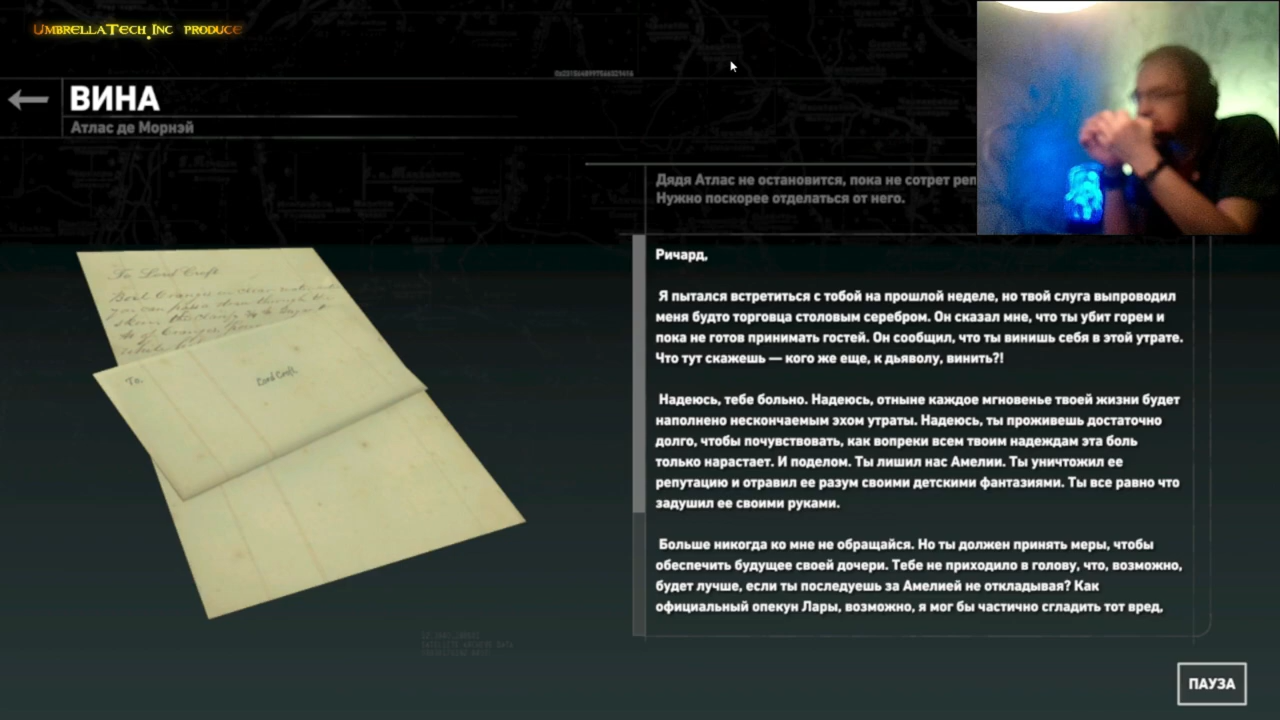 UmbrellaTech.Inc produce
ВИНА
Атлас де Морнэй
Дядя Атлас не остановится, пока не сотрет
Нужно поскорее отделаться от него.
Ричард,
Я пытался встретиться с тобой на прошлой неделе, но твой слуга выпроводил
меня будто торговца столовым серебром. Он сказал мне, что ты убит горем и
пока не готов принимать гостей. Он сообщил, что ты винишь себя в этой утрате.
Что тут скажешь — кого же еще, к дьяволу, винить?!
Надеюсь, тебе больно. Надеюсь, отныне каждое мгновенье твоей жизни будет
наполнено нескончаемым эхом утраты. Надеюсь, ты проживешь достаточно
долго, чтобы почувствовать, как вопреки всем твоим надеждам эта боль
только нарастает. И поделом. Ты лишил нас Амелии. Ты уничтожил ее
репутацию и отравил ее разум своими детскими фантазиями. Ты все равно что
задушил ее своими руками.
Больше никогда ко мне не обращайся. Но ты должен принять меры, чтобы
обеспечить будущее своей дочери. Тебе не приходило в голову, что, возможно,
будет лучше, если ты последуешь за Амелией не откладывая? Как
официальный опекун Лары, возможно, я мог бы частично сгладить тот вред,
To Lord Croft
To.
Lord Croft
ПАУЗА